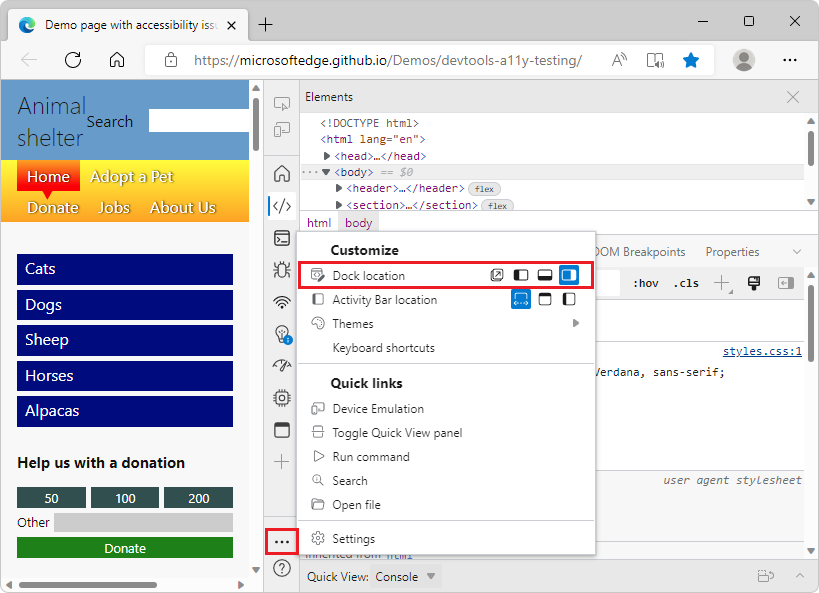 Demo page with accessibility iss
https://microsoftedge.github.io/Demos/devtools-a11y-testing/
Animal
shelter
Search
Home
Adopt a Pet
Donate
Jobs
About Us
Cats
Dogs
Sheep
Horses
Alpacas
Help us with a donation
50
100
200
Other
Donate
Elements
<!DOCTYPE html>
<html lang="en">
<head>…</head>
<body> == $0
<header>…</header> flex
<section>…</section> flex
html body
Customize
Dock location
Activity Bar location
Themes
Keyboard shortcuts
Quick links
Device Emulation
Toggle Quick View panel
Run command
Search
Open file
Settings
DOM Breakpoints
Properties
:hov .cls
styles.css:1
Verdana, sans-serif;
user agent stylesheet
Inherited from html
Quick View: Console